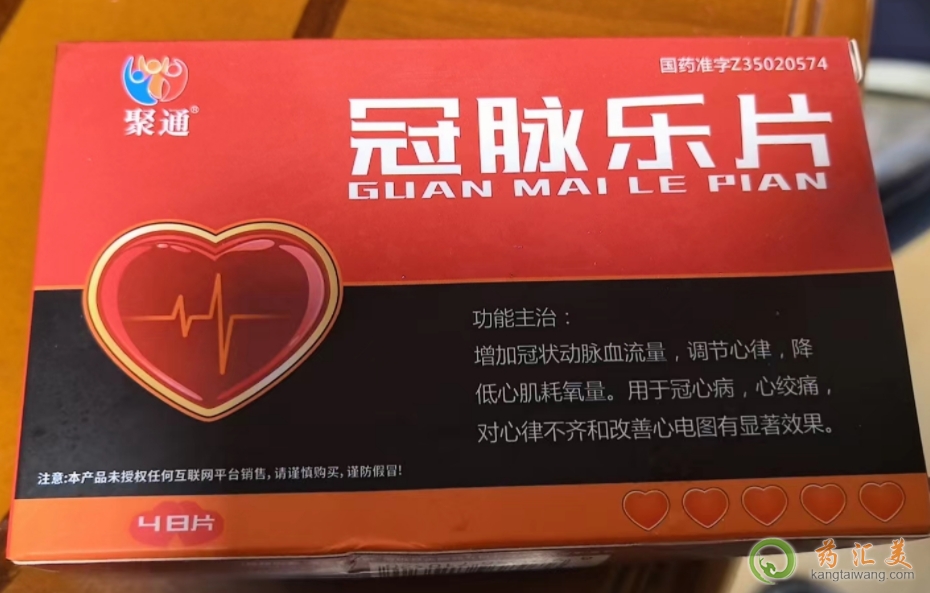 国药准字Z35020574
聚通®
冠脉乐片
GUAN MAI LE PIAN
功能主治：
增加冠状动脉血流量，调节心律，降
低心肌耗氧量。用于冠心病，心绞痛，
对心律不齐和改善心电图有显著效果。
注意:本产品未授权任何互联网平台销售,请谨慎购买,谨防假冒!
48片
药汇美
kangtaiwang.com